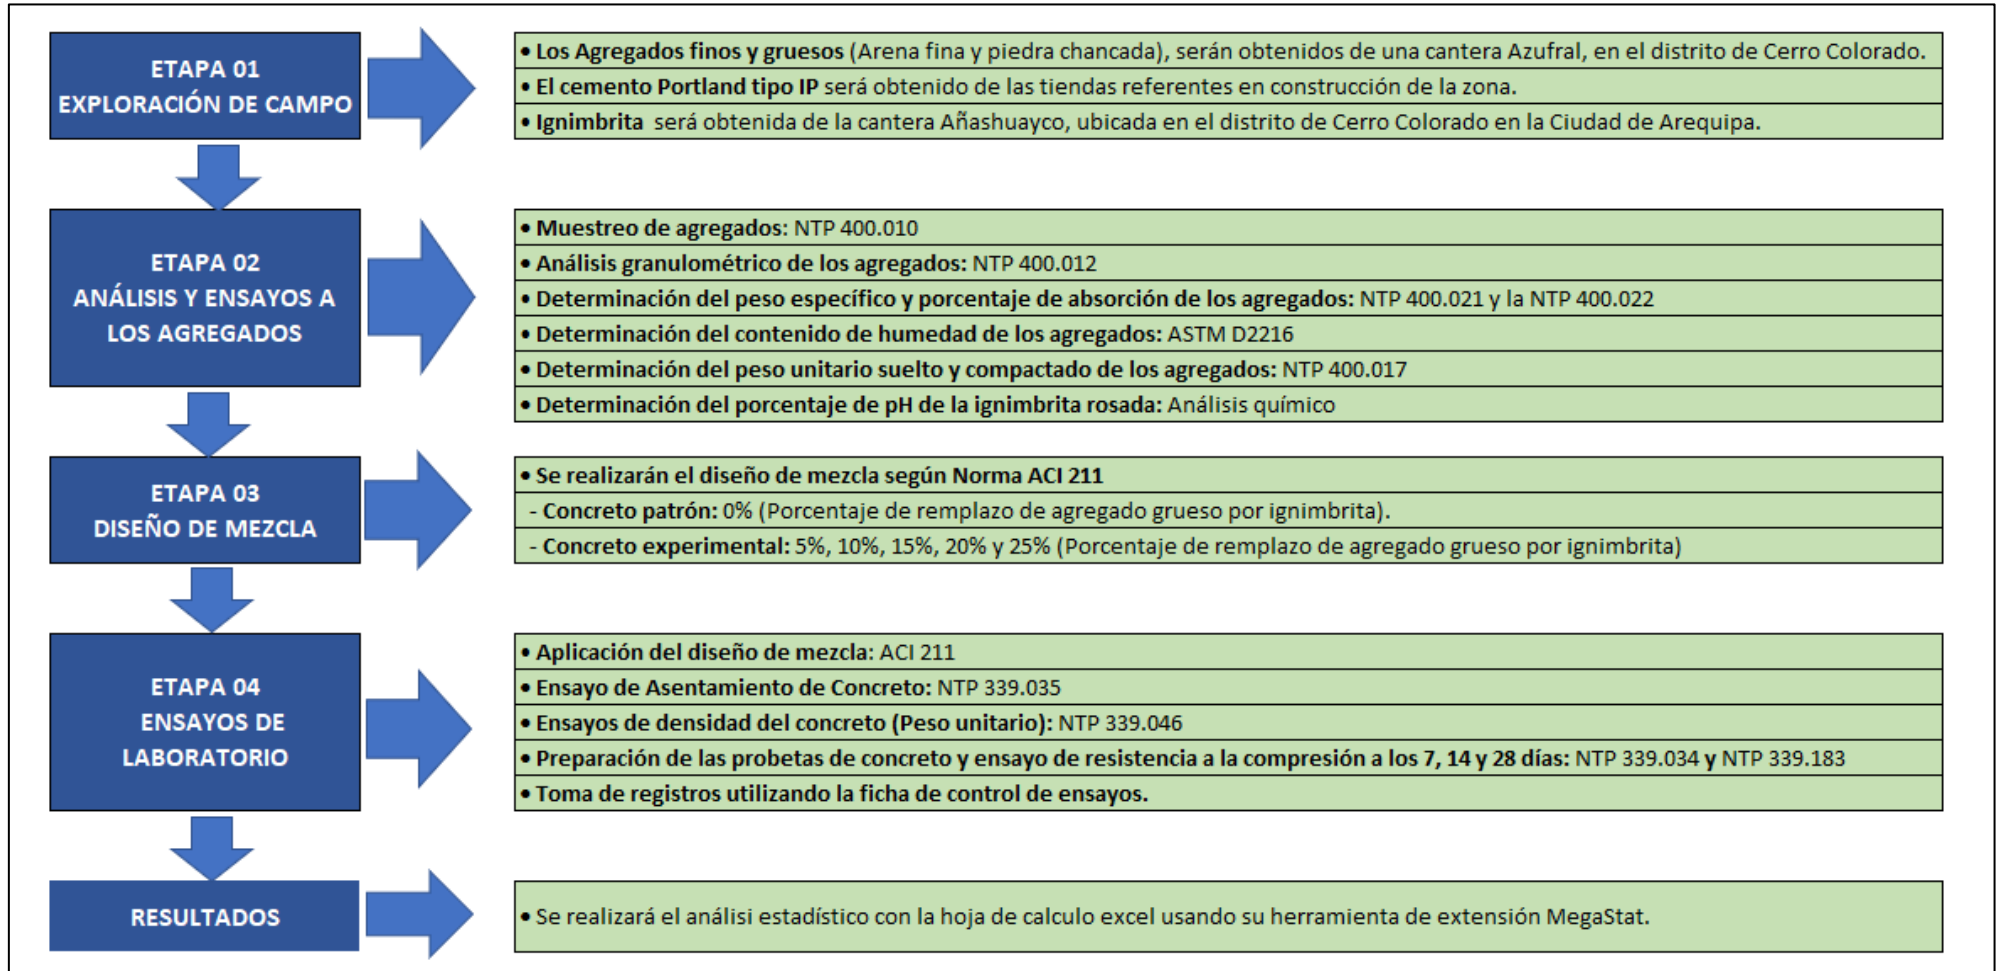 ETAPA 01
EXPLORACIÓN DE CAMPO
• Los Agregados finos y gruesos (Arena fina y piedra chancada), serán obtenidos de una cantera Azufral, en el distrito de Cerro Colorado.
• El cemento Portland tipo IP será obtenido de las tiendas referentes en construcción de la zona.
• Ignimbrita será obtenida de la cantera Añashuayco, ubicada en el distrito de Cerro Colorado en la Ciudad de Arequipa.
ETAPA 02
ANÁLISIS Y ENSAYOS A
LOS AGREGADOS
• Muestreo de agregados: NTP 400.010
• Análisis granulométrico de los agregados: NTP 400.012
• Determinación del peso específico y porcentaje de absorción de los agregados: NTP 400.021 y la NTP 400.022
• Determinación del contenido de humedad de los agregados: ASTM D2216
• Determinación del peso unitario suelto y compactado de los agregados: NTP 400.017
• Determinación del porcentaje de pH de la ignimbrita rosada: Análisis químico
ETAPA 03
DISEÑO DE MEZCLA
• Se realizarán el diseño de mezcla según Norma ACI 211
- Concreto patrón: 0% (Porcentaje de remplazo de agregado grueso por ignimbrita).
- Concreto experimental: 5%, 10%, 15%, 20% y 25% (Porcentaje de remplazo de agregado grueso por ignimbrita)
ETAPA 04
ENSAYOS DE
LABORATORIO
• Aplicación del diseño de mezcla: ACI 211
• Ensayo de Asentamiento de Concreto: NTP 339.035
• Ensayos de densidad del concreto (Peso unitario): NTP 339.046
• Preparación de las probetas de concreto y ensayo de resistencia a la compresión a los 7, 14 y 28 días: NTP 339.034 y NTP 339.183
• Toma de registros utilizando la ficha de control de ensayos.
RESULTADOS
• Se realizará el análisi estadístico con la hoja de calculo excel usando su herramienta de extensión MegaStat.